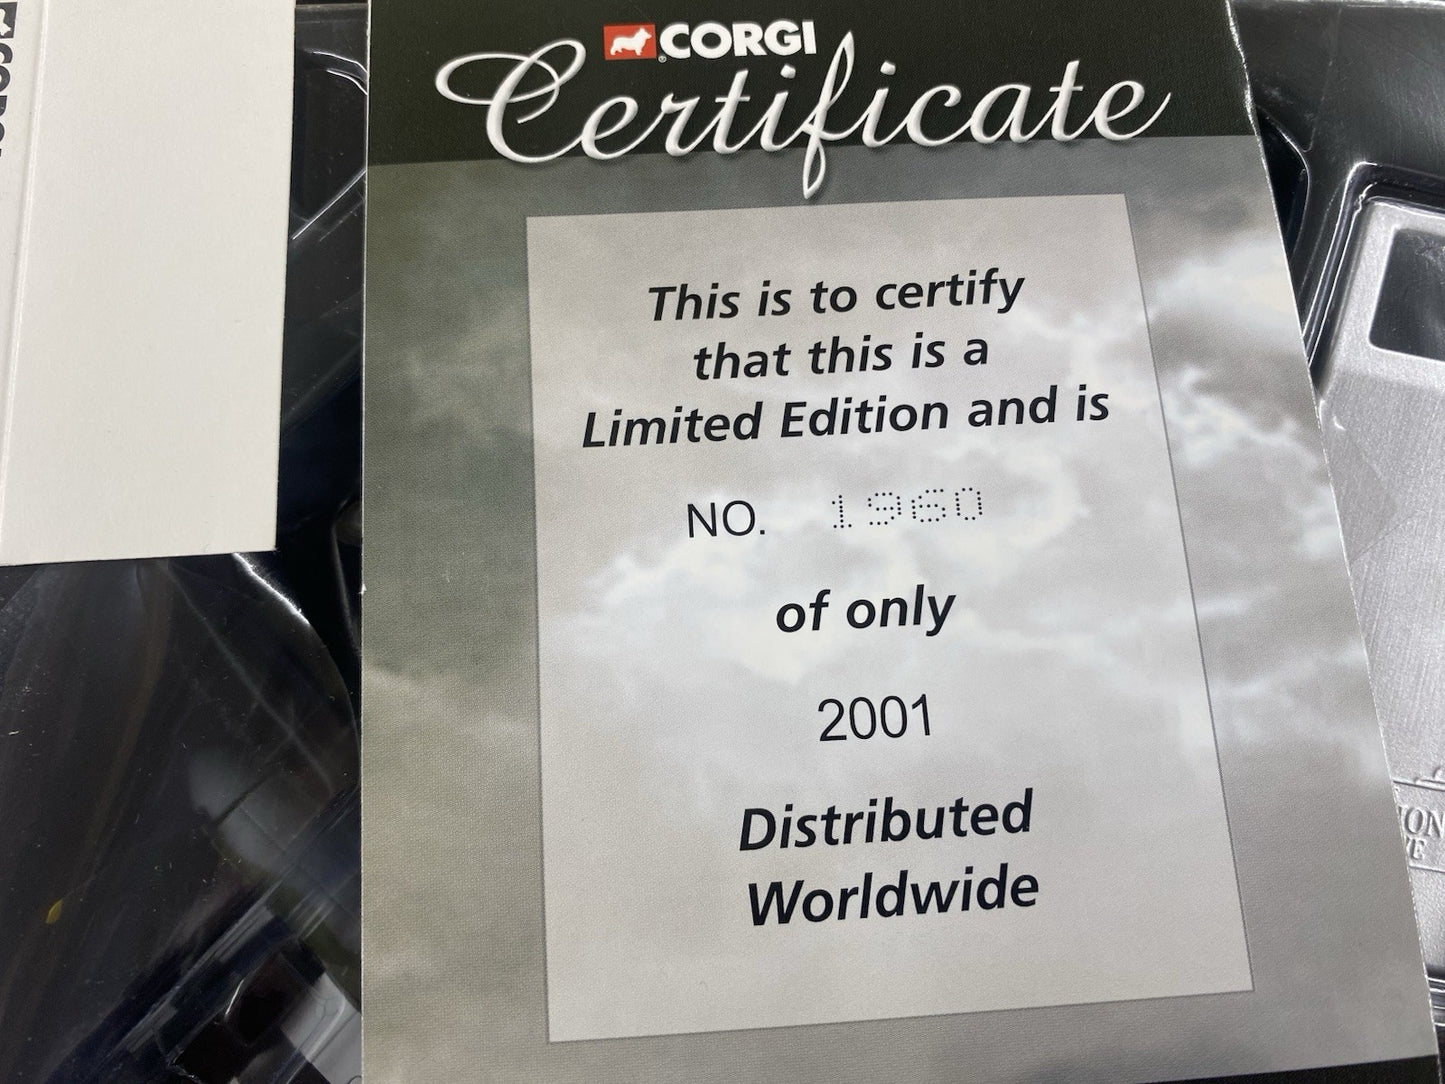 CORGI
Certificate
This is to certify
that this is a
Limited Edition and is
NO. 1960
of only
2001
Distributed
Worldwide